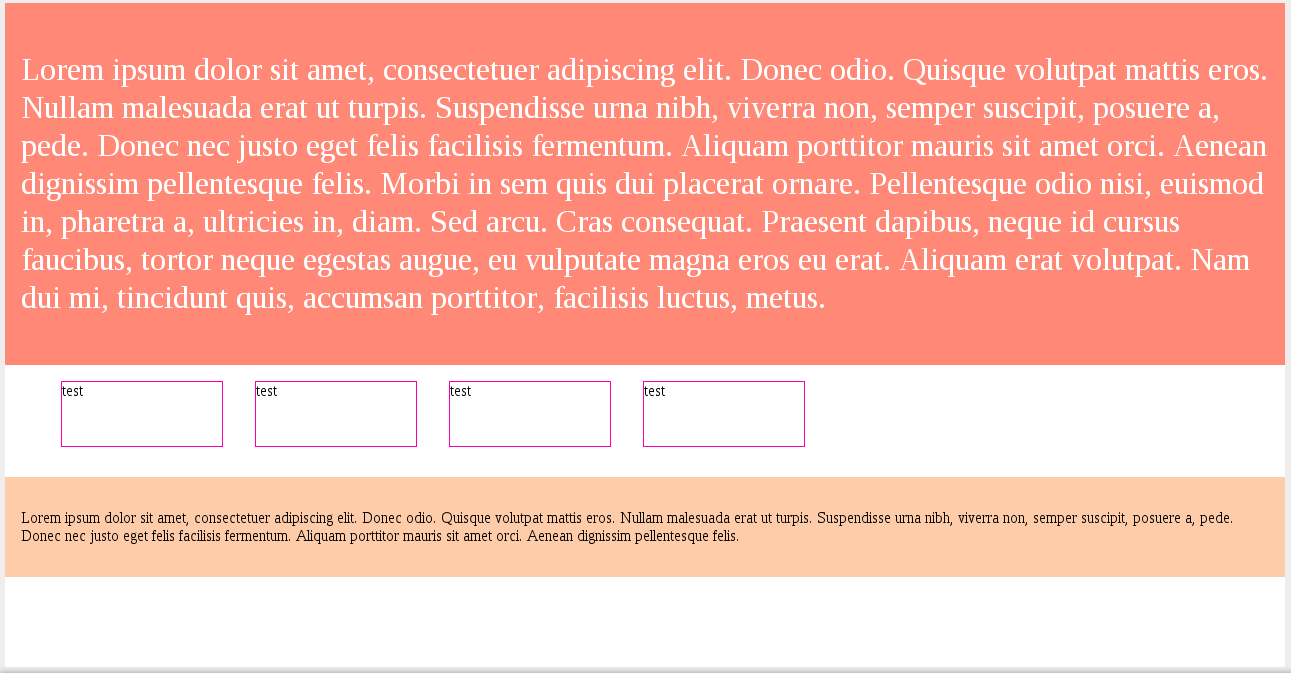 Lorem ipsum dolor sit amet, consectetuer adipiscing elit. Donec odio. Quisque volutpat mattis eros.
Nullam malesuada erat ut turpis. Suspendisse urna nibh, viverra non, semper suscipit, posuere a,
pede. Donec nec justo eget felis facilisis fermentum. Aliquam porttitor mauris sit amet orci. Aenean
dignissim pellentesque felis. Morbi in sem quis dui placerat ornare. Pellentesque odio nisi, euismod
in, pharetra a, ultricies in, diam. Sed arcu. Cras consequat. Praesent dapibus, neque id cursus
faucibus, tortor neque egestas augue, eu vulputate magna eros eu erat. Aliquam erat volutpat. Nam
dui mi, tincidunt quis, accumsan porttitor, facilisis luctus, metus.
test test test test
Lorem ipsum dolor sit amet, consectetuer adipiscing elit. Donec odio. Quisque volutpat mattis eros. Nullam malesuada erat ut turpis. Suspendisse urna nibh, viverra non, semper suscipit, posuere a, pede.
Donec nec justo eget felis facilisis fermentum. Aliquam porttitor mauris sit amet orci. Aenean dignissim pellentesque felis.